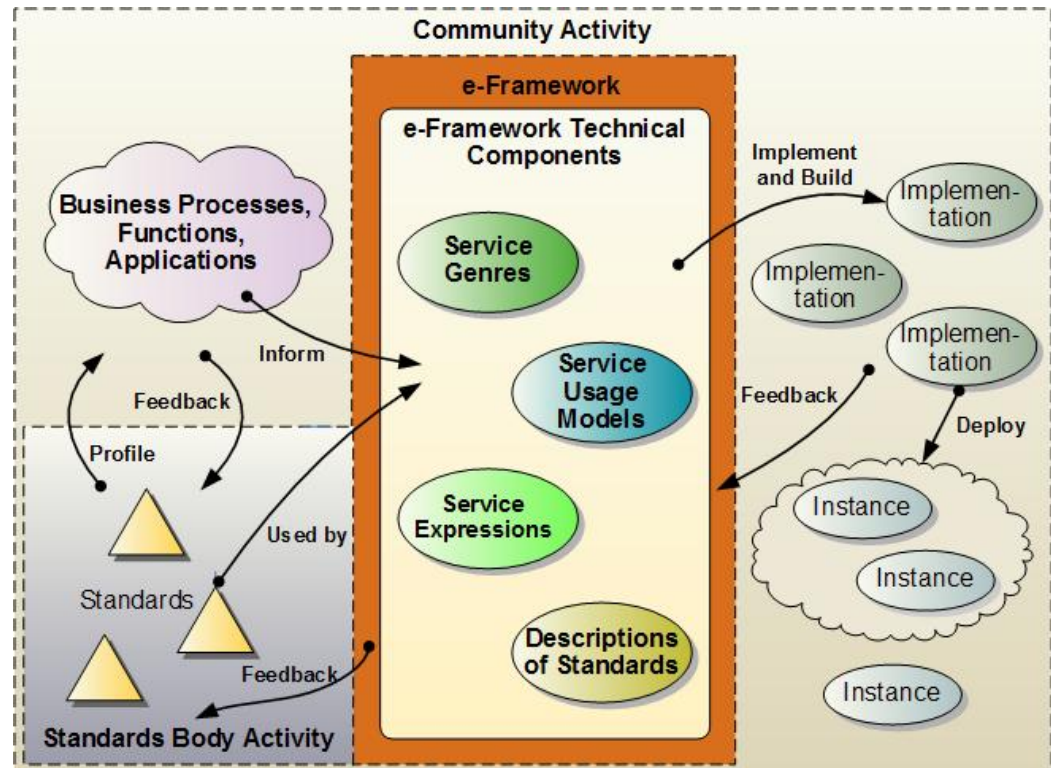 Community Activity
e-Framework
e-Framework Technical
Components
Business Processes,
Functions,
Applications
Inform
Feedback
Profile
Used by
Standards
Feedback
Standards Body Activity
Service
Genres
Service
Usage
Models
Service
Expressions
Descriptions
of Standards
Implement
and Build
Implemen-
tation
Implemen-
tation
Implemen-
tation
Feedback
Deploy
Instance
Instance
Instance